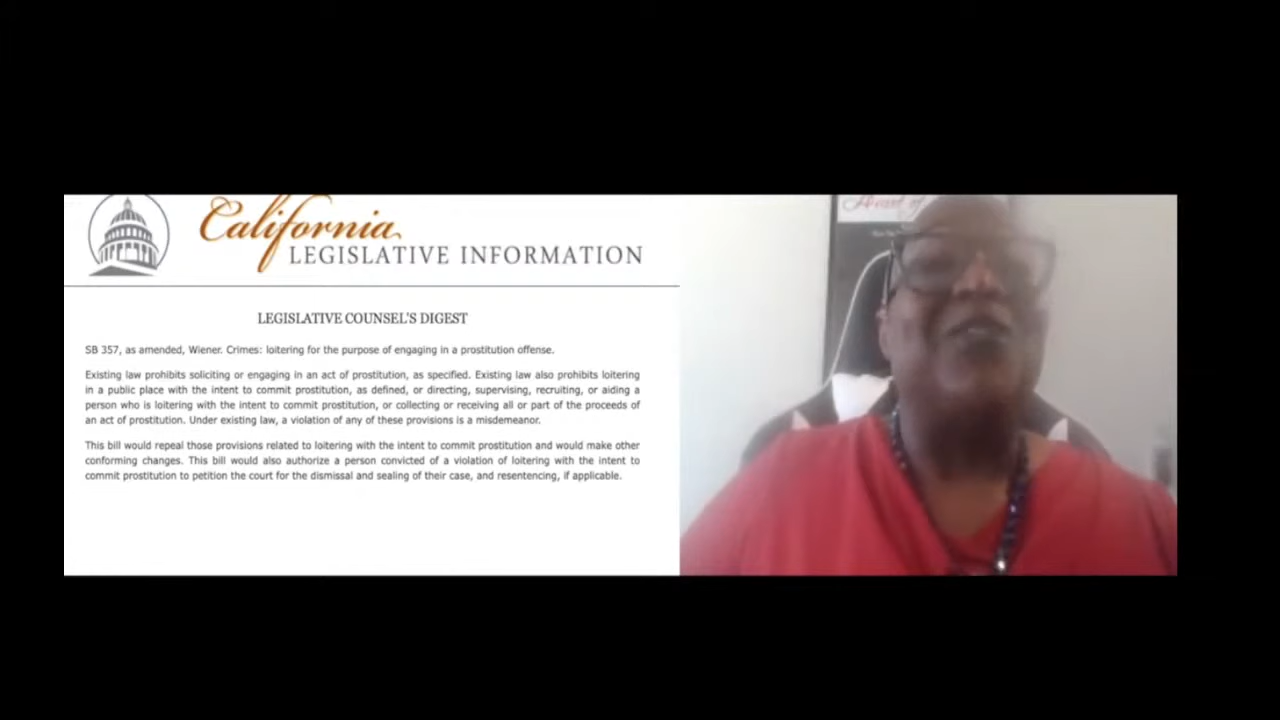 California
LEGISLATIVE INFORMATION
LEGISLATIVE COUNSEL'S DIGEST
SB 357, as amended, Wiener. Crimes: loitering for the purpose of engaging in a prostitution offense.
Existing law prohibits soliciting or engaging in an act of prostitution, as specified. Existing law also prohibits loitering
in a public place with the intent to commit prostitution, as defined, or directing, supervising, recruiting, or aiding a
person who is loitering with the intent to commit prostitution, or collecting or receiving all or part of the proceeds of
an act of prostitution. Under existing law, a violation of any of these provisions is a misdemeanor.
This bill would repeal those provisions related to loitering with the intent to commit prostitution and would make other
conforming changes. This bill would also authorize a person convicted of a violation of loitering with the intent to
commit prostitution to petition the court for the dismissal and sealing of their case, and resentencing, if applicable.
of